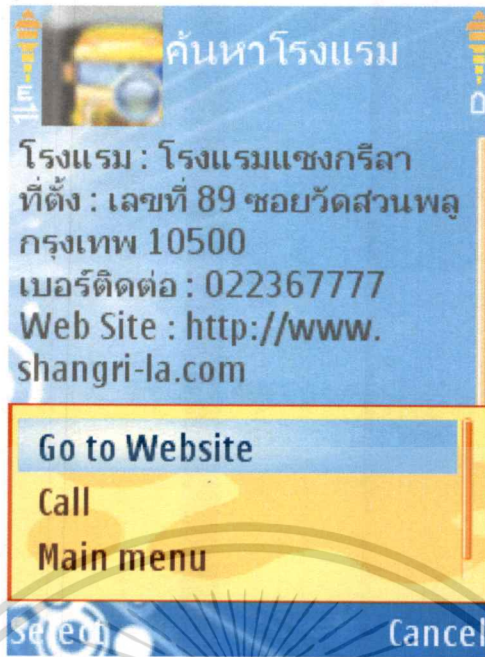 ค้นหาโรงแรม
E
D
โรงแรม : โรงแรมแชงกรีลา
ที่ตั้ง : เลขที่ 89 ซอยวัดสวนพลู
กรุงเทพ 10500
เบอร์ติดต่อ : 022367777
Web Site : http://www.
shangri-la.com
Go to Website
Call
Main menu
Select
Cancel